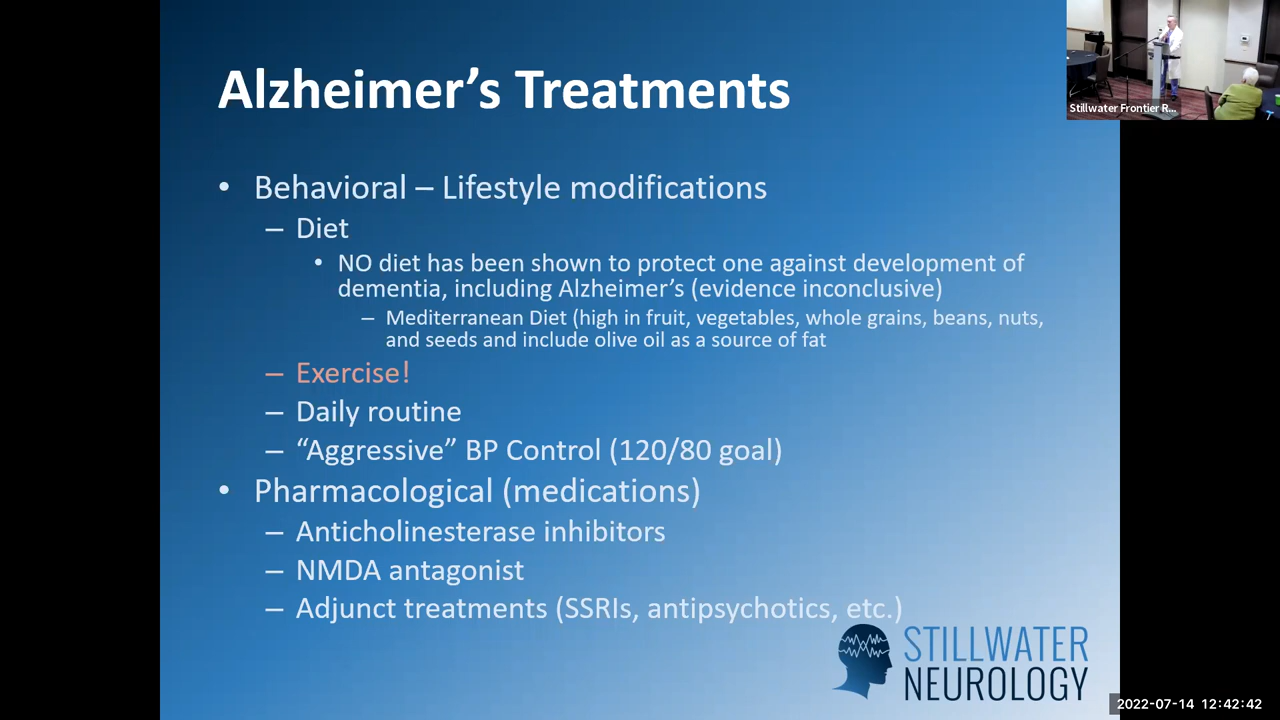 Alzheimer’s Treatments
• Behavioral – Lifestyle modifications
– Diet
• NO diet has been shown to protect one against development of
dementia, including Alzheimer’s (evidence inconclusive)
– Mediterranean Diet (high in fruit, vegetables, whole grains, beans, nuts,
and seeds and include olive oil as a source of fat
– Exercise!
– Daily routine
– “Aggressive” BP Control (120/80 goal)
• Pharmacological (medications)
– Anticholinesterase inhibitors
– NMDA antagonist
– Adjunct treatments (SSRIs, antipsychotics, etc.)
STILLWATER
NEUROLOGY
Stillwater Frontier R...
2022-07-14 12:42:42